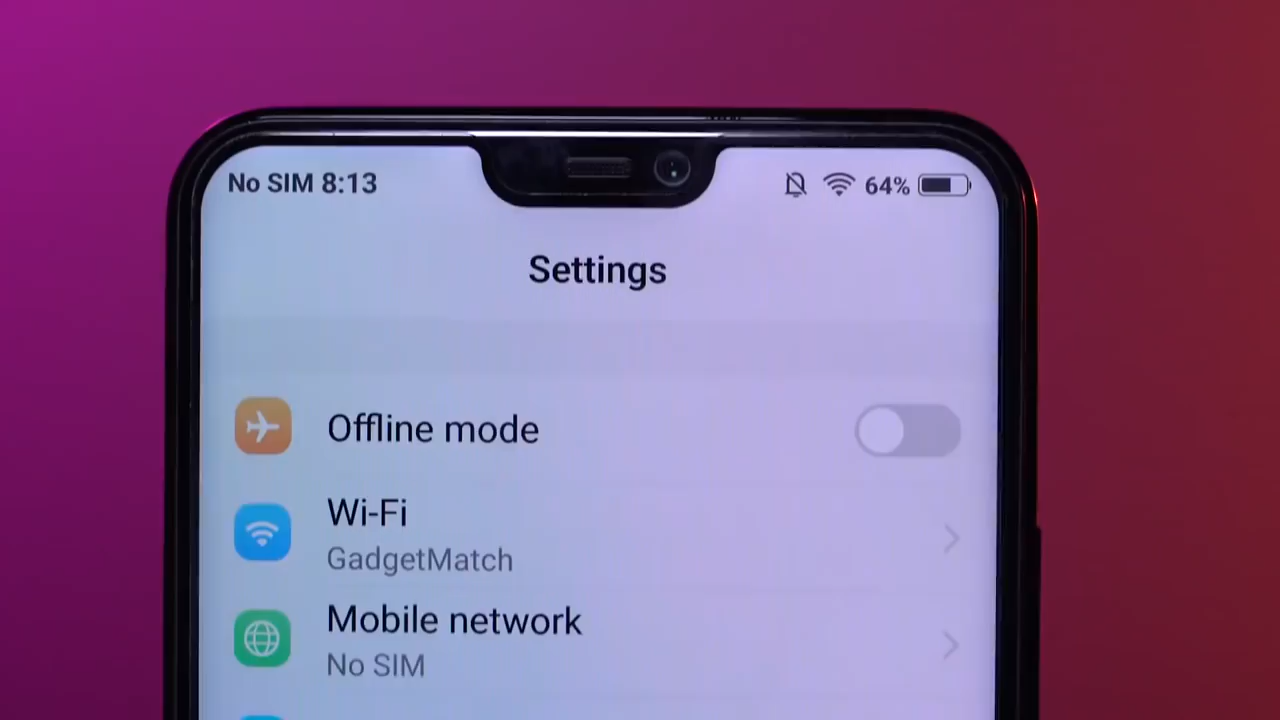 No SIM 8:13
64%
Settings
Offline mode
Wi-Fi
GadgetMatch
Mobile network
No SIM